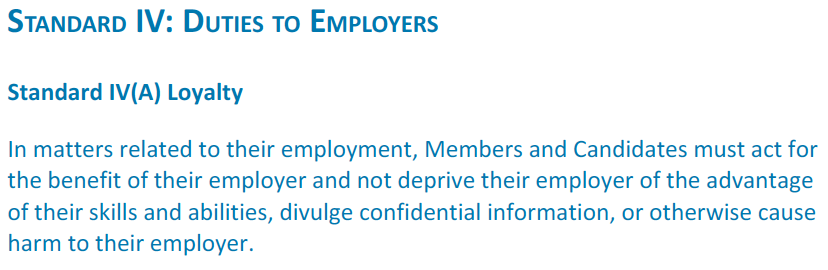 STANDARD IV: DUTIES TO EMPLOYERS
Standard IV(A) Loyalty
In matters related to their employment, Members and Candidates must act for
the benefit of their employer and not deprive their employer of the advantage
of their skills and abilities, divulge confidential information, or otherwise cause
harm to their employer.